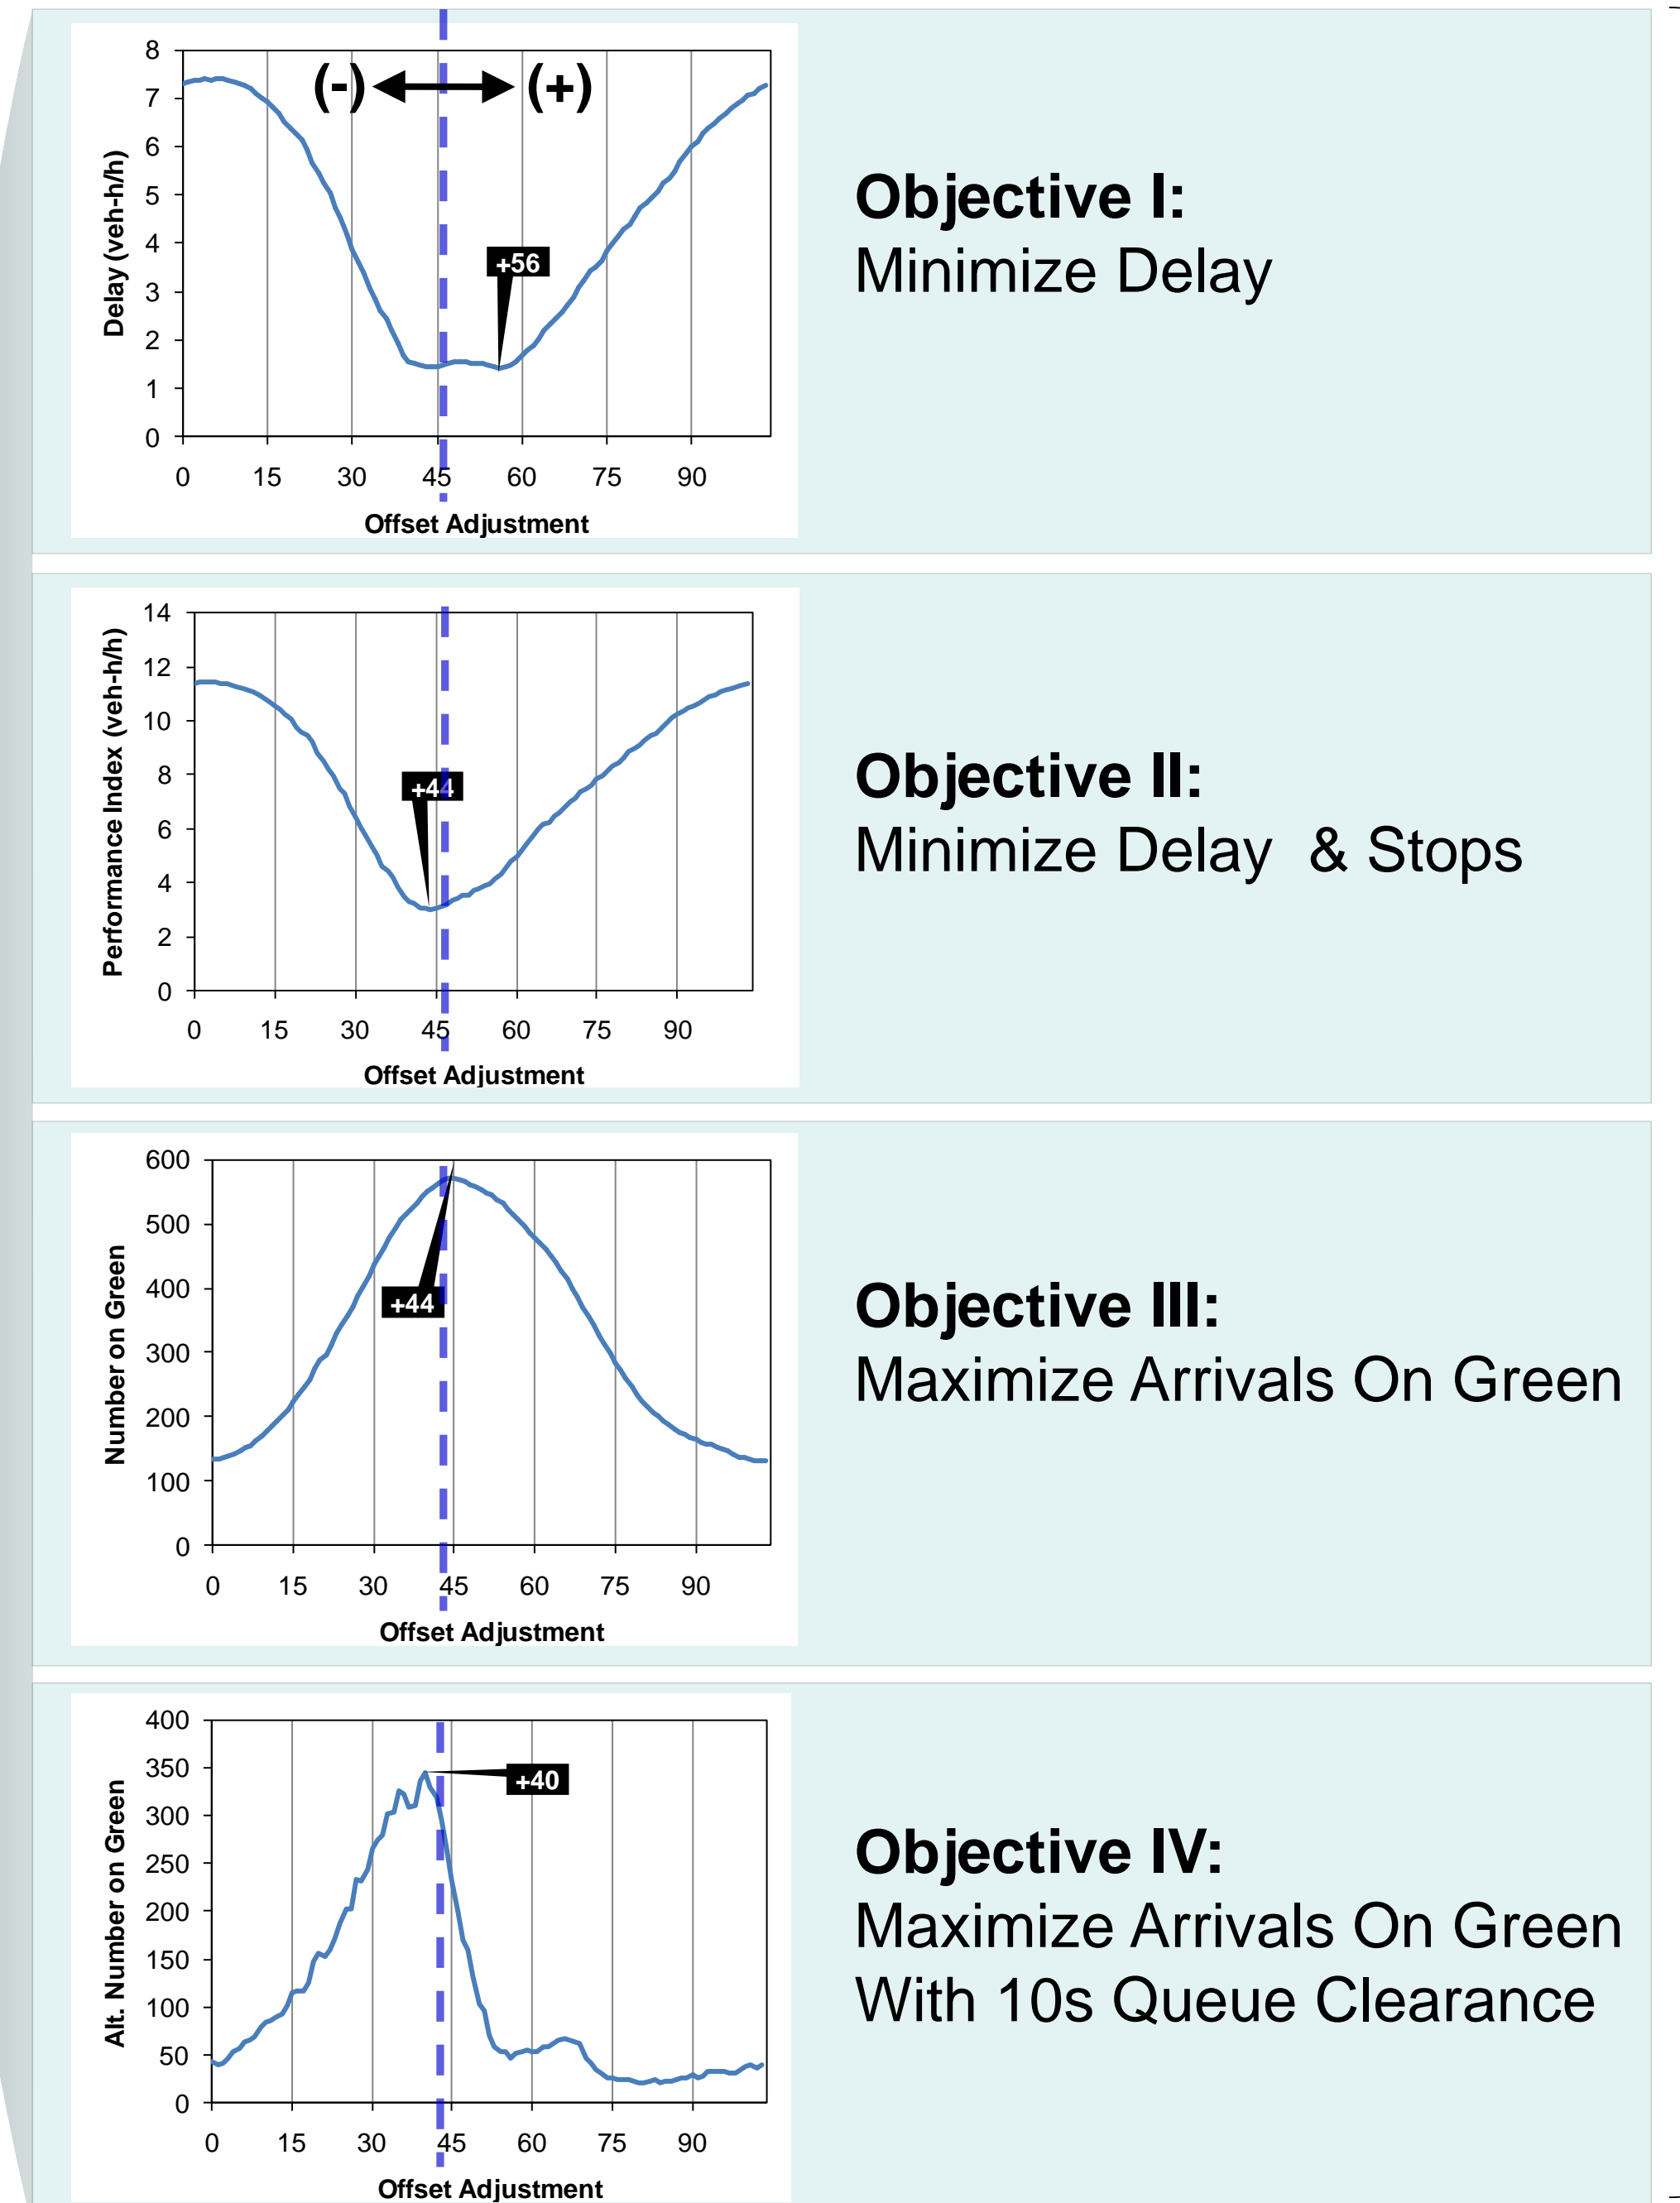 8
7
6
5
4
3
2
1
0
Delay (veh-h/h)
(-)
(+)
+56
0 15 30 45 60 75 90
Offset Adjustment
Objective I:
Minimize Delay
14
12
10
8
6
4
2
0
Performance Index (veh-h/h)
+44
0 15 30 45 60 75 90
Offset Adjustment
Objective II:
Minimize Delay & Stops
600
500
400
300
200
100
0
Number on Green
+44
0 15 30 45 60 75 90
Offset Adjustment
Objective III:
Maximize Arrivals On Green
400
350
300
250
200
150
100
50
0
Alt. Number on Green
+40
0 15 30 45 60 75 90
Offset Adjustment
Objective IV:
Maximize Arrivals On Green
With 10s Queue Clearance